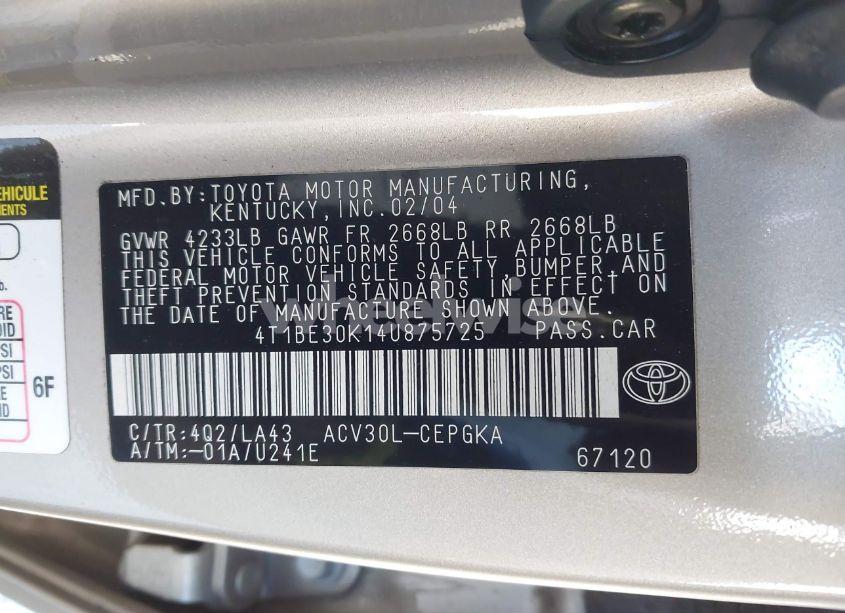 MFD.BY:TOYOTA MOTOR MANUFACTURING,
KENTUCKY,INC.02/04
GVWR 4233LB GAWR FR 2668LB RR 2668LB
THIS VEHICLE CONFORMS TO ALL APPLICABLE
FEDERAL MOTOR VEHICLE SAFETY,BUMPER,AND
THEFT PREVENTION STANDARDS IN EFFECT ON
THE DATE OF MANUFACTURE SHOWN ABOVE.
4T1BE30K14U875725 PASS.CAR
C/TR:4Q2/LA43 ACV30L-CEPGKA
A/TM:-01A/U241E 67120
wheelwise
6F